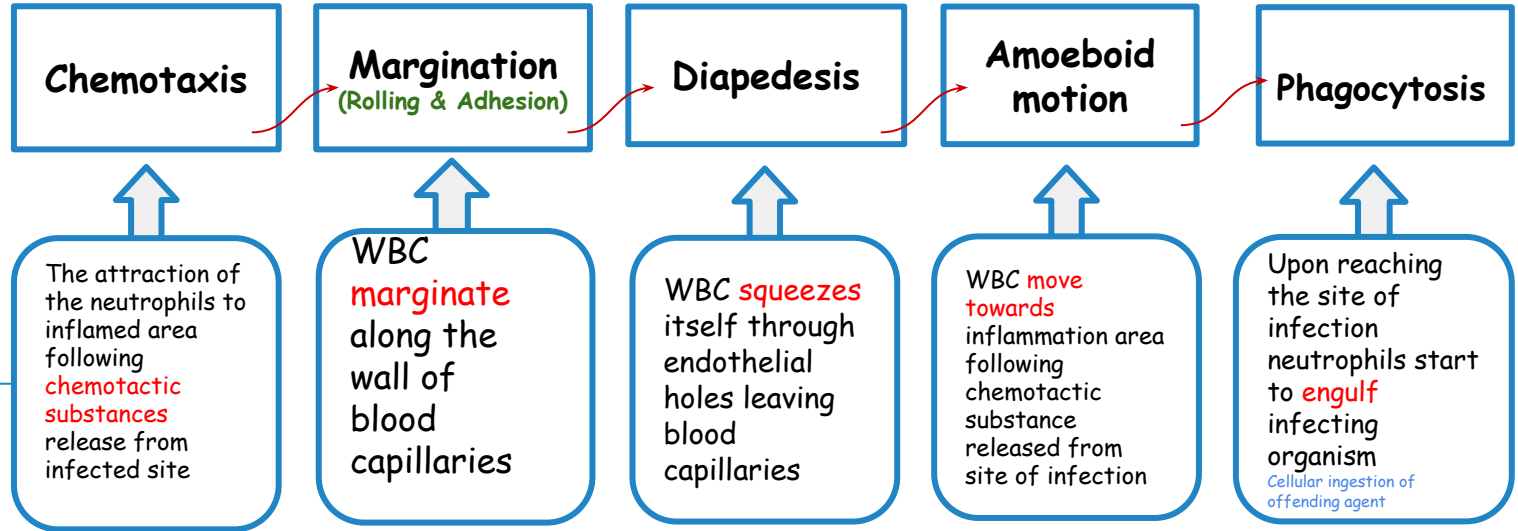 Chemotaxis
Margination
(Rolling & Adhesion)
Diapedesis
Amoeboid
motion
Phagocytosis
The attraction of
the neutrophils to
inflamed area
following
chemotactic
substances
release from
infected site
WBC
marginate
along the
wall of
blood
capillaries
WBC squeezes
itself through
endothelial
holes leaving
blood
capillaries
WBC move
towards
inflammation area
following
chemotactic
substance
released from
site of infection
Upon reaching
the site of
infection
neutrophils start
to engulf
infecting
organism
Cellular ingestion of
offending agent